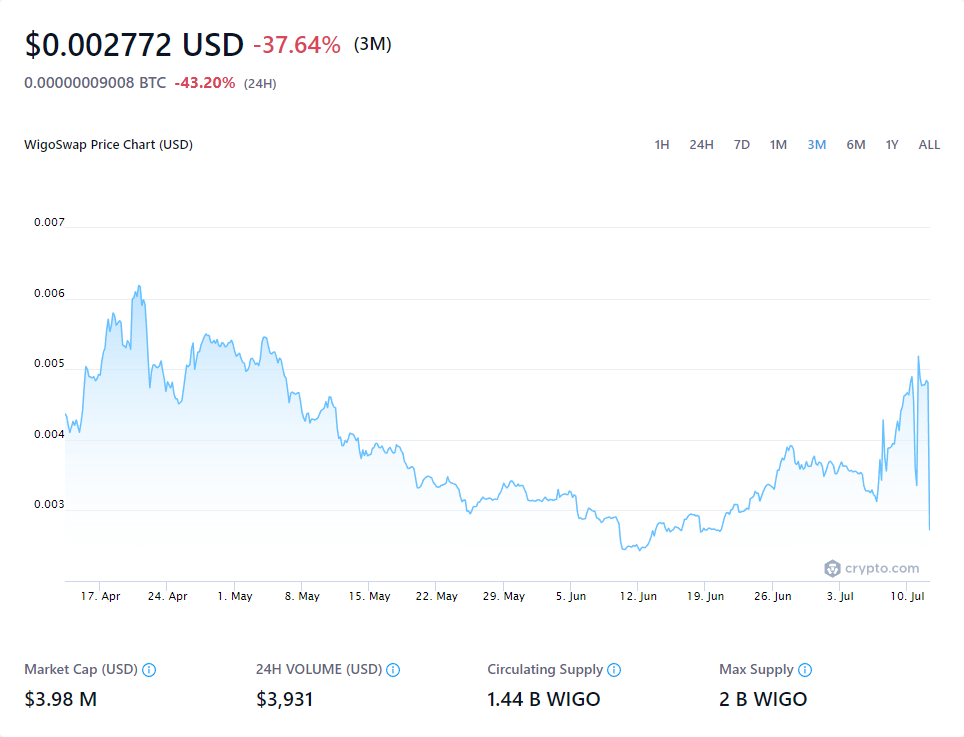 $0.002772 USD -37.64% (3M)
0.00000009008 BTC -43.20% (24H)
WigoSwap Price Chart (USD) 1H 24H 7D 1M 3M 6M 1Y ALL
0.007
0.006
0.005
0.004
0.003
crypto.com
17. Apr 24. Apr 1. May 8. May 15. May 22. May 29. May 5. Jun 12. Jun 19. Jun 26. Jun 3. Jul 10. Jul
Market Cap (USD) 24H VOLUME (USD) Circulating Supply Max Supply
$3.98 M $3,931 1.44 B WIGO 2 B WIGO